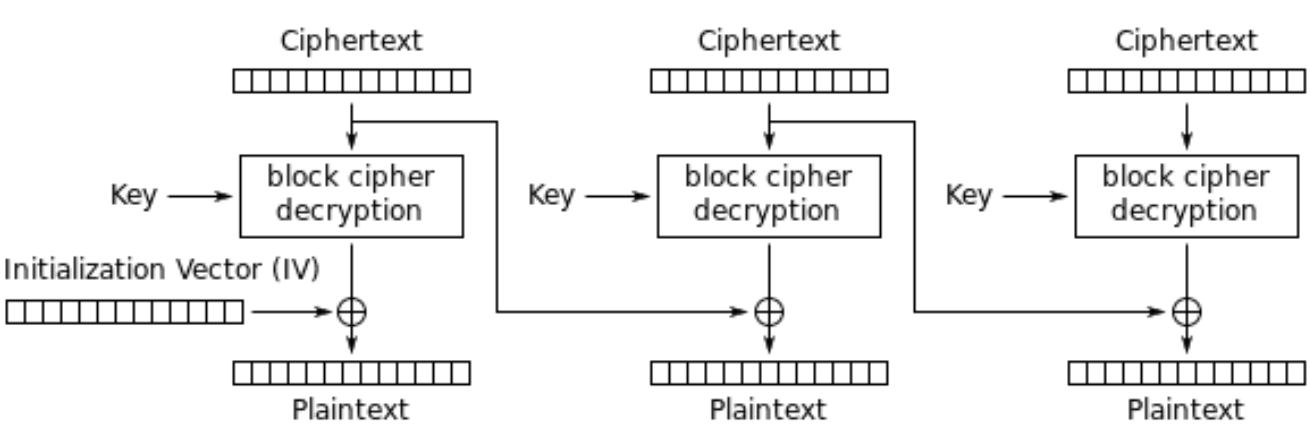 Ciphertext
Ciphertext
Ciphertext
Key
block cipher
decryption
Key
block cipher
decryption
Key
block cipher
decryption
Initialization Vector (IV)
Plaintext
Plaintext
Plaintext